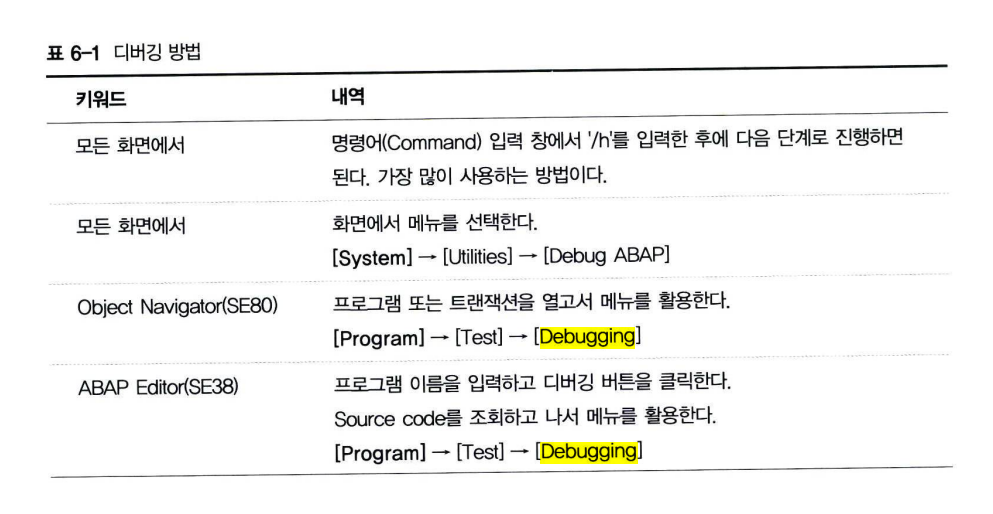 표 6-1 디버깅 방법
키워드 내역
모든 화면에서 명령어(Command) 입력 창에서 '/h'를 입력한 후에 다음 단계로 진행하면
된다. 가장 많이 사용하는 방법이다.
모든 화면에서 화면에서 메뉴를 선택한다.
[System] → [Utilities] → [Debug ABAP]
Object Navigator(SE80) 프로그램 또는 트랜잭션을 열고서 메뉴를 활용한다.
[Program] → [Test] → [Debugging]
ABAP Editor(SE38) 프로그램 이름을 입력하고 디버깅 버튼을 클릭한다.
Source code를 조회하고 나서 메뉴를 활용한다.
[Program] → [Test] → [Debugging]